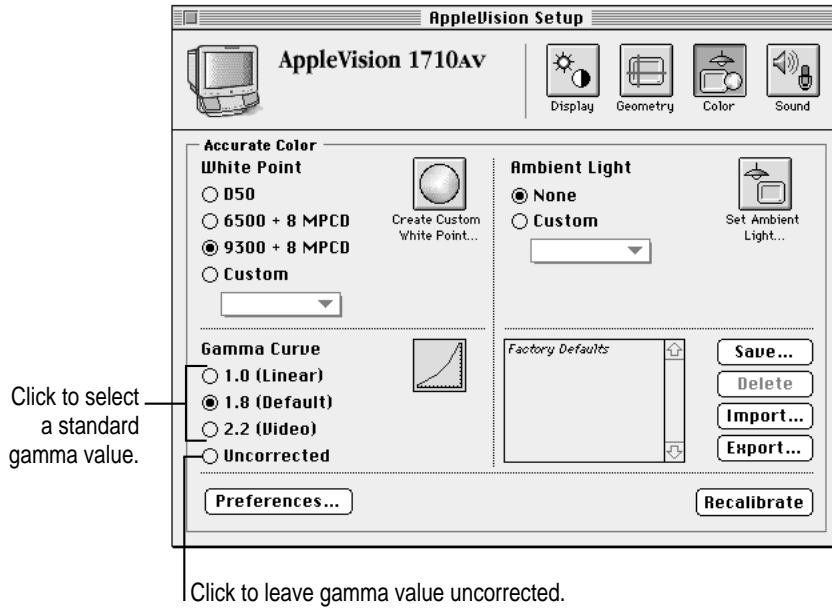 AppleVision Setup
AppleVision 1710AV
Display
Geometry
Color
Sound
Accurate Color
White Point
D50
6500 + 8 MPCD
9300 + 8 MPCD
Custom
Create Custom
White Point...
Ambient Light
None
Custom
Set Ambient
Light...
Gamma Curve
1.0 (Linear)
1.8 (Default)
2.2 (Video)
Uncorrected
Factory Defaults
Save...
Delete
Import...
Export...
Preferences...
Recalibrate
Click to select
a standard
gamma value.
Click to leave gamma value uncorrected.